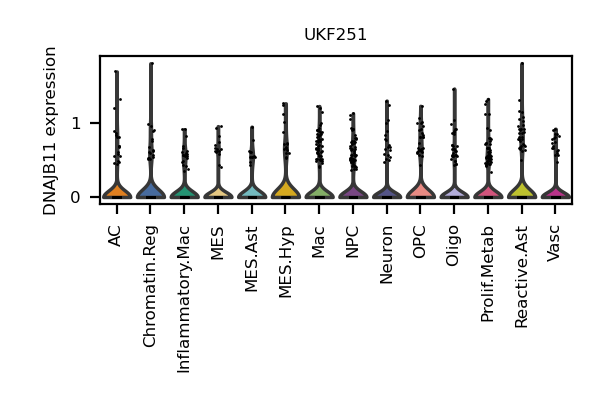 UKF251
DNAJB11 expression
1
0
AC
Chromatin.Reg
Inflammatory.Mac
MES
MES.Ast
MES.Hyp
Mac
NPC
Neuron
OPC
Oligo
Prolif.Metab
Reactive.Ast
Vasc